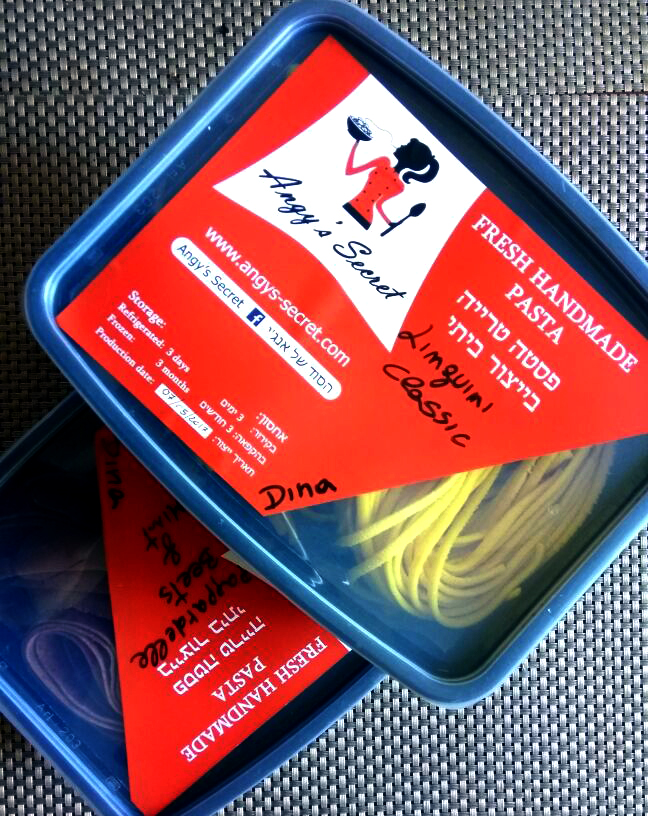 Angy's Secret
FRESH HANDMADE
PASTA
פסטה טרייה
בייצור ביתי
www.angys-secret.com
Angy's Secret f הסוד של אנג'י
Linguini
Classic
Storage:
Refrigerated: 3 days
Frozen: 3 months
Production date:
אחסון:
בקירור: 3 ימים
בהקפאה: 3 חודשים
תאריך ייצור:
Dina
Dina
Pappardelle
Beets
&
Mint
FRESH HANDMADE
PASTA
פסטה טרייה
בייצור ביתי